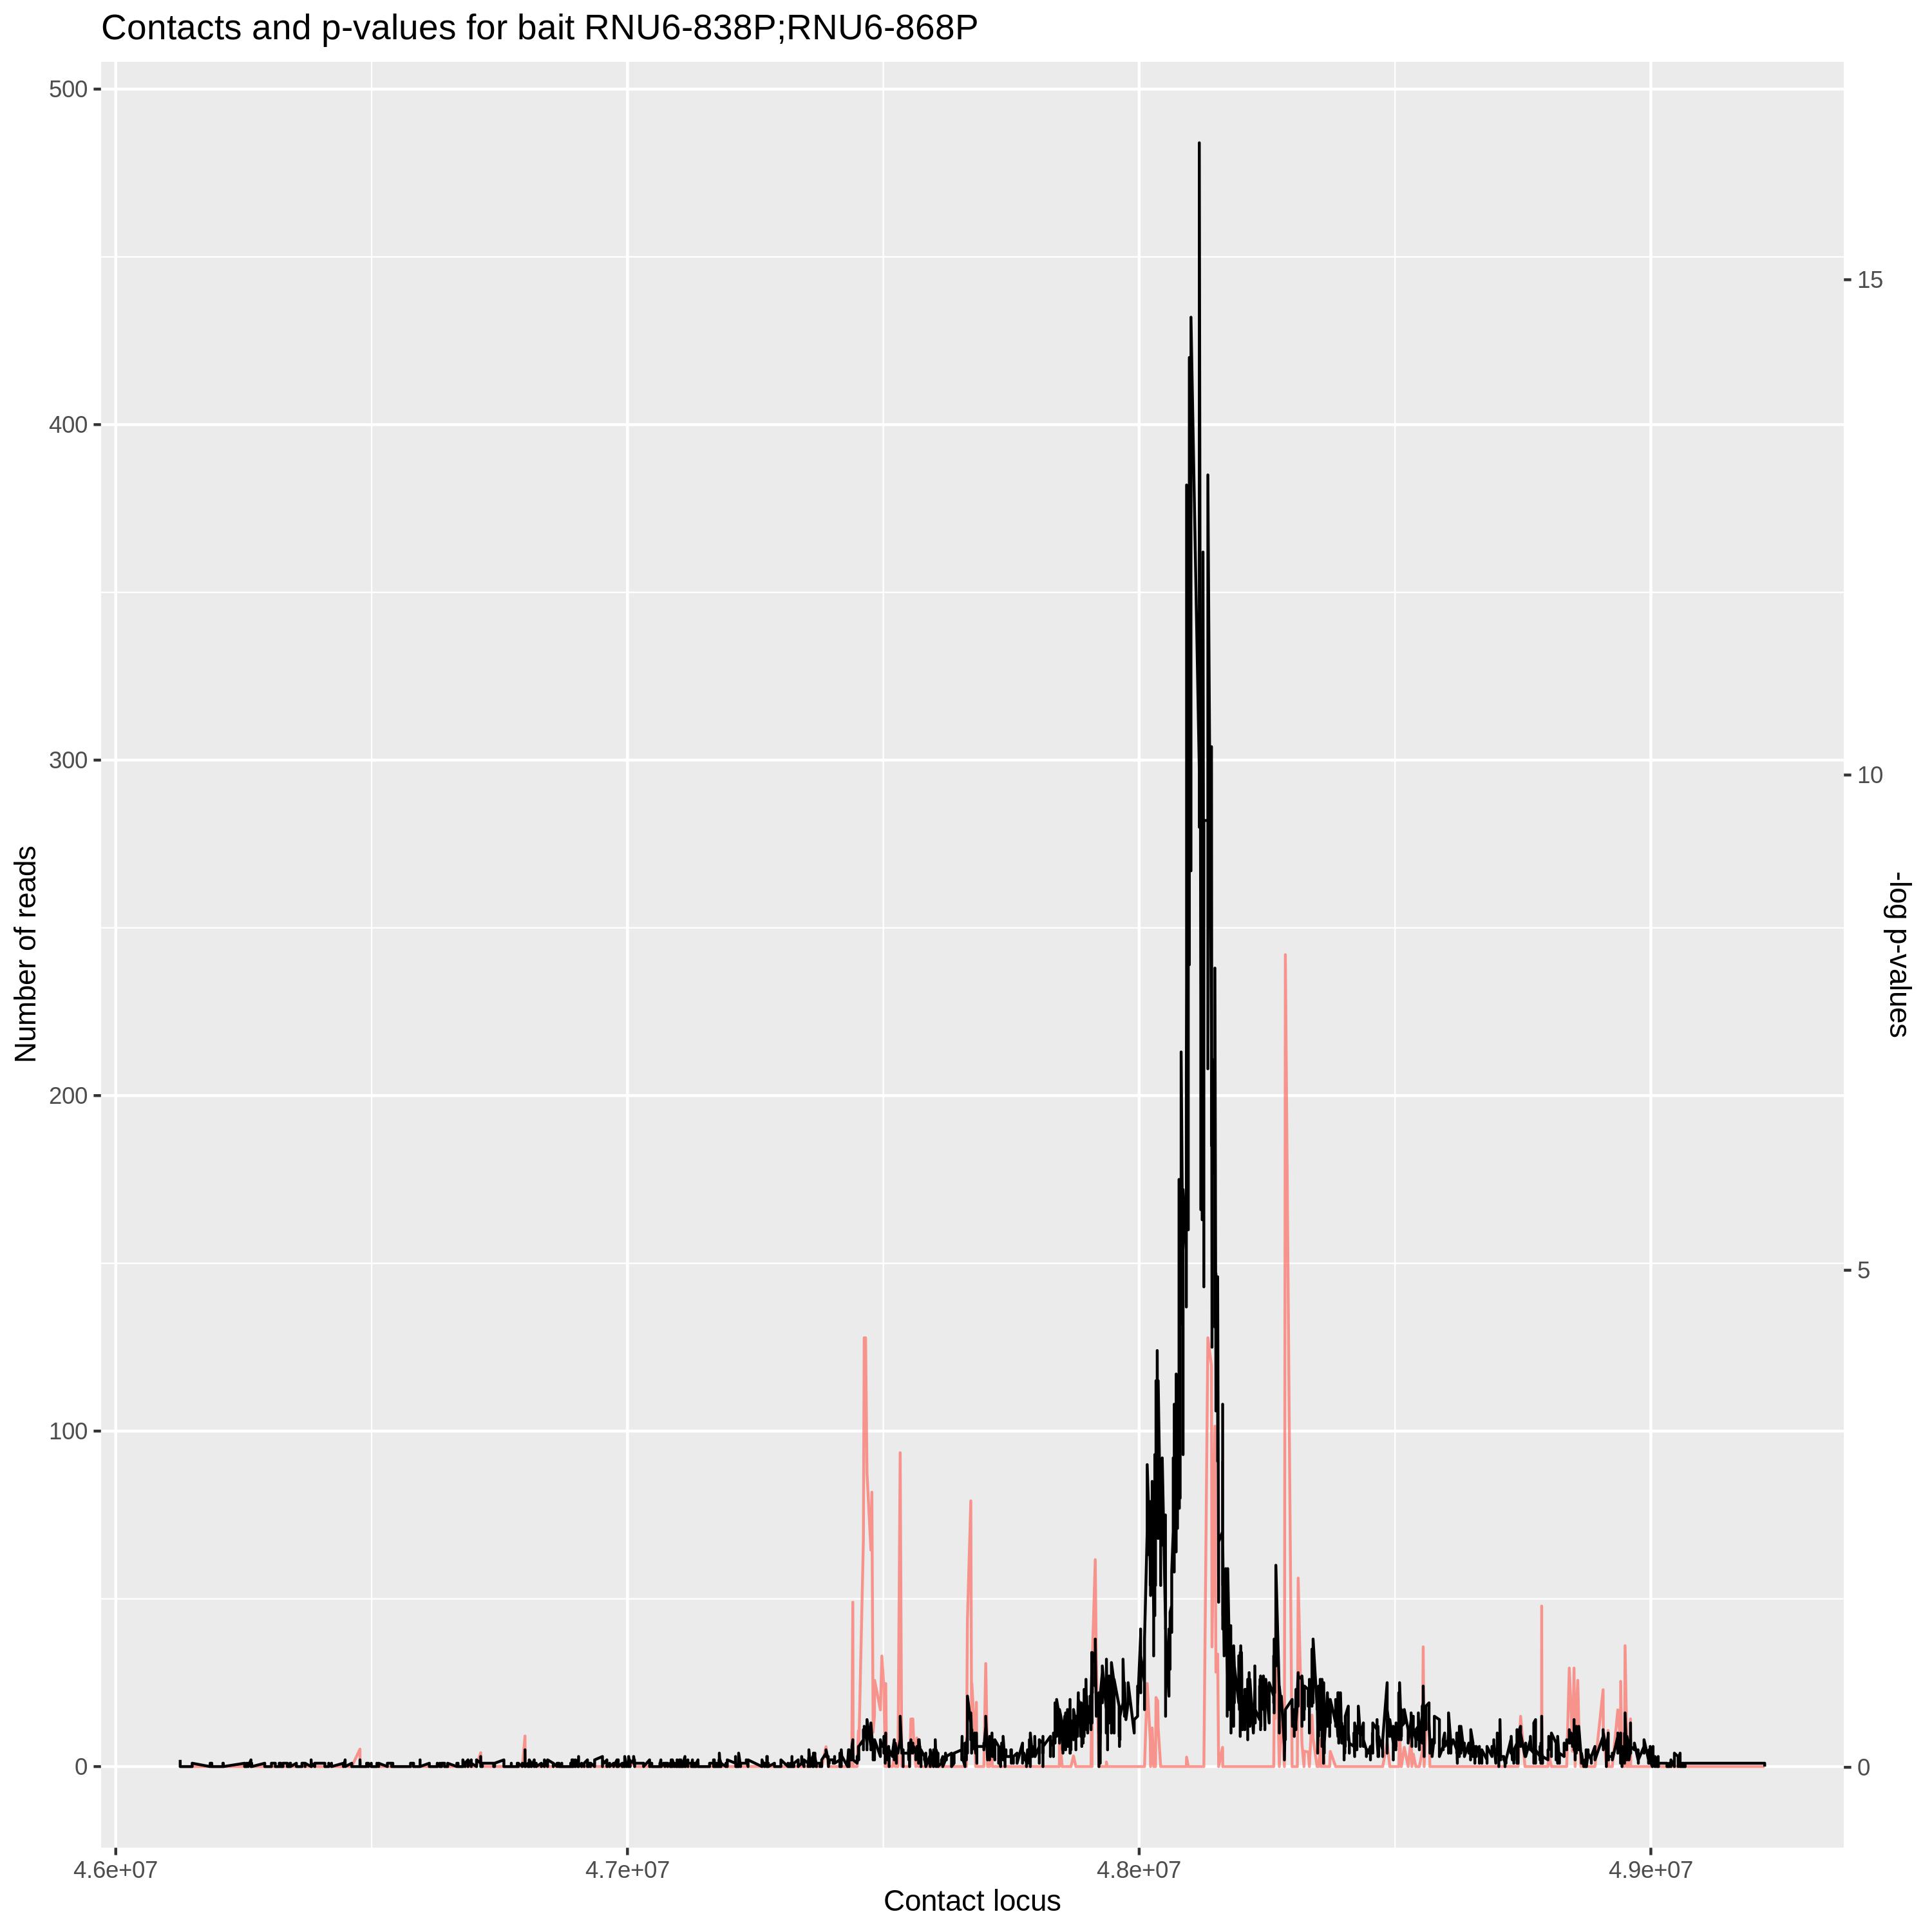 Contacts and p-values for bait RNU6-838P;RNU6-868P
500
400
300
200
100
0
Number of reads
15
10
5
0
-log p-values
4.6e+07
4.7e+07
4.8e+07
4.9e+07
Contact locus